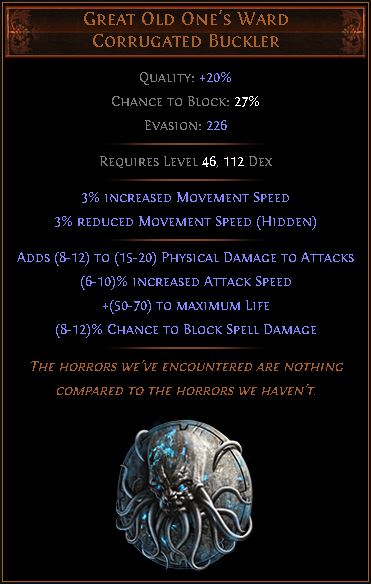 Great Old One's Ward
Corrugated Buckler
Quality: +20%
Chance to Block: 27%
Evasion: 226
Requires Level 46, 112 Dex
3% increased Movement Speed
3% reduced Movement Speed (Hidden)
Adds (8-12) to (15-20) Physical Damage to Attacks
(6-10)% increased Attack Speed
+(50-70) to maximum Life
(8-12)% Chance to Block Spell Damage
The horrors we've encountered are nothing
compared to the horrors we haven't.